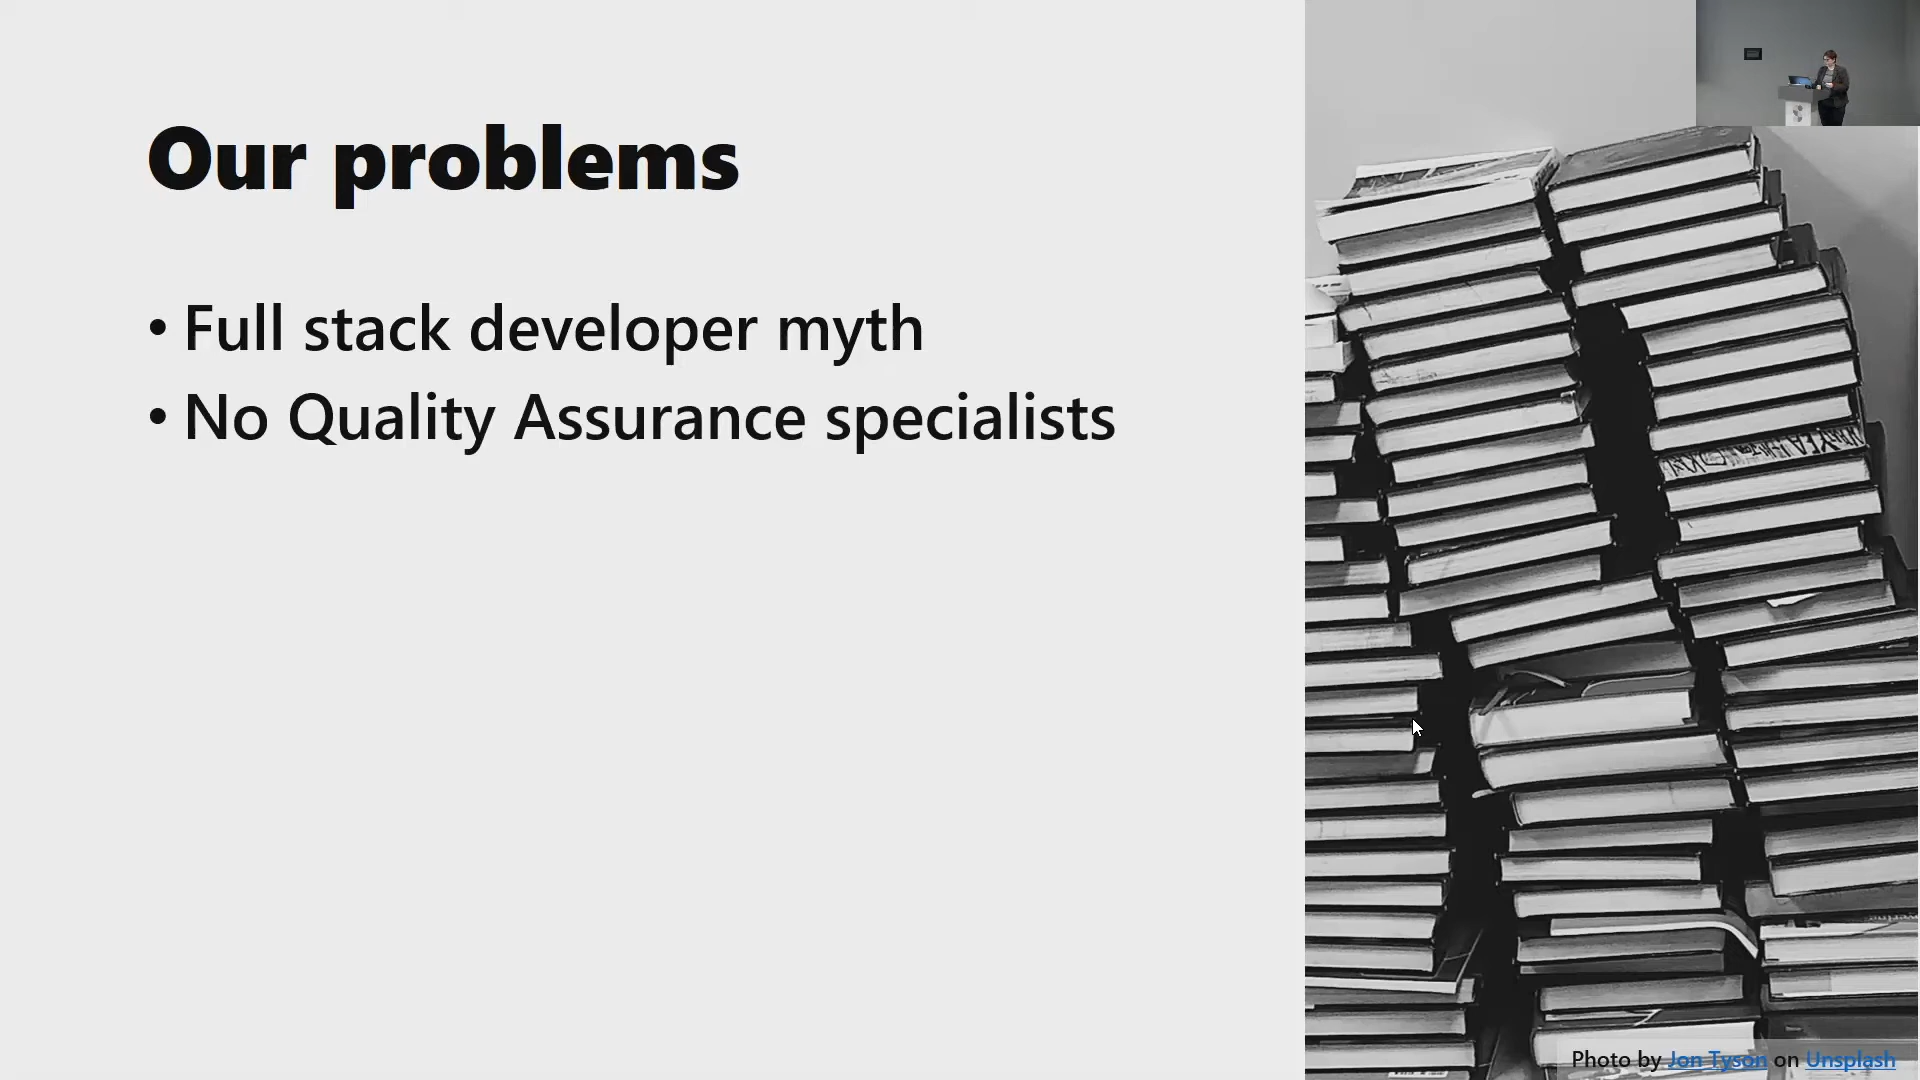 Our problems
• Full stack developer myth
• No Quality Assurance specialists
Photo by Jon Tyson on Unsplash